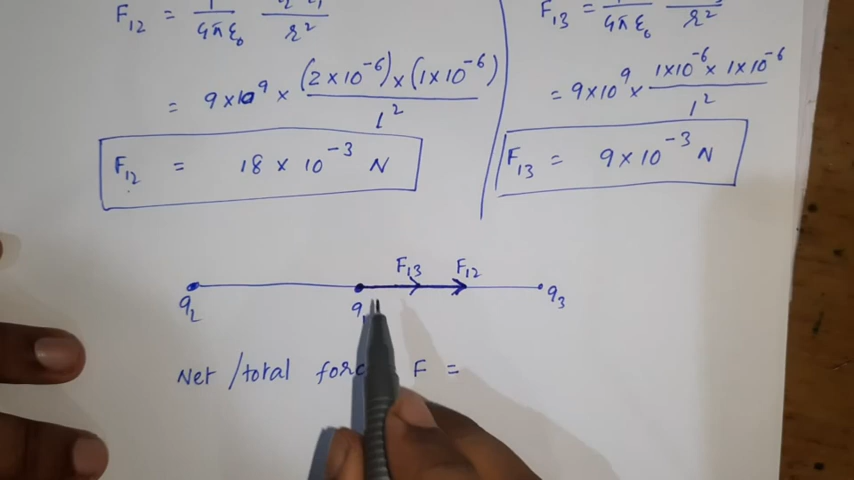 F₁₂ = 1/4πε₀ r²
= 9×10⁹ × (2×10⁻⁶)×(1×10⁻⁶)/1²
F₁₂ = 18 × 10⁻³ N
F₁₃ = 1/4πε₀ r²
= 9×10⁹ × 1×10⁻⁶ × 1×10⁻⁶/1²
F₁₃ = 9×10⁻³ N
F₁₃ F₁₂
q₂ q₃
Net /total F =